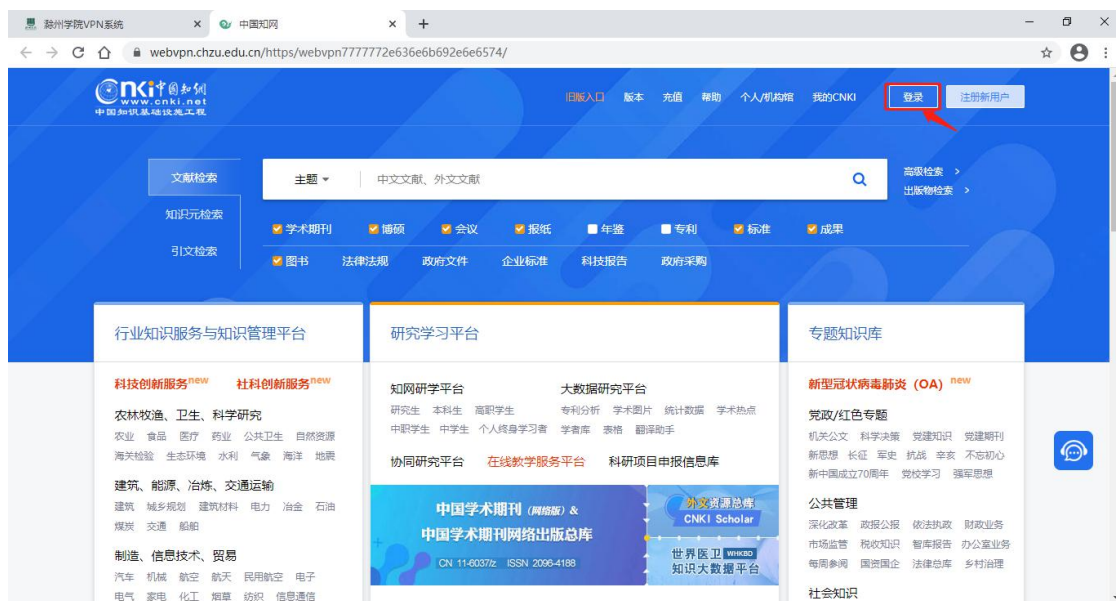 滁州学院VPN系统
中国知网
webvpn.chzu.edu.cn/https/webvpn7777772e636e6b692e6e6574/
Cnki中国知网
www.cnki.net
中国知识基础设施工程
旧版入口 版本 充值 帮助 个人/机构馆 我的CNKI 登录 注册新用户
文献检索
知识元检索
引文检索
主题 中文文献、外文文献
高级检索 >
出版物检索 >
学术期刊 博硕 会议 报纸 年鉴 专利 标准 成果
图书 法律法规 政府文件 企业标准 科技报告 政府采购
行业知识服务与知识管理平台
科技创新服务new 社科创新服务new
农林牧渔、卫生、科学研究
农业 食品 医疗 药业 公共卫生 自然资源
海关检验 生态环境 水利 气象 海洋 地震
建筑、能源、冶炼、交通运输
建筑 城乡规划 建筑材料 电力 冶金 石油
煤炭 交通 船舶
制造、信息技术、贸易
汽车 机械 航空 航天 民用航空 电子
电气 家电 化工 烟草 纺织 信息通信
研究学习平台
知网研学平台
研究生 本科生 高职学生
中职学生 中学生 个人终身学习者
大数据研究平台
专利分析 学术图片 统计数据 学术热点
学者库 表格 翻译助手
协同研究平台 在线教学服务平台 科研项目申报信息库
中国学术期刊 (网络版) &
中国学术期刊网络出版总库
CN 11-6037/z ISSN 2096-4188
外文资源总库
CNKI Scholar
世界医卫 WHKBD
知识大数据平台
专题知识库
新型冠状病毒肺炎（OA）new
党政/红色专题
机关公文 科学决策 党建知识 党建期刊
新思想 长征 军史 抗战 辛亥 不忘初心
新中国成立70周年 党校学习 强军思想
公共管理
深化改革 政报公报 依法执政 财政业务
市场监管 税收知识 智库报告 办公室业务
每周参阅 国资国企 法律总库 乡村治理
社会知识